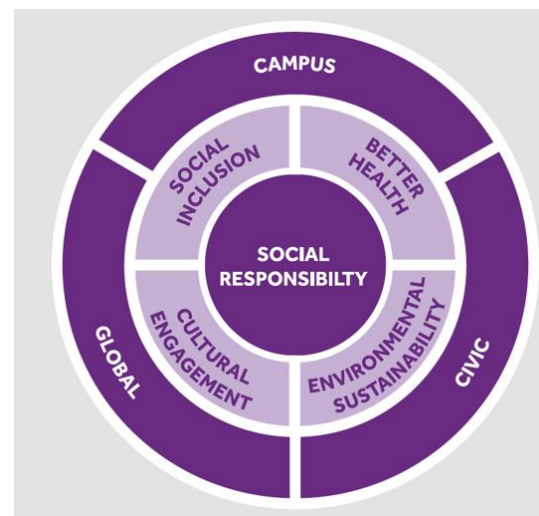 CAMPUS
SOCIAL
INCLUSION
BETTER
HEALTH
SOCIAL
RESPONSIBILTY
CULTURAL
ENGAGEMENT
ENVIRONMENTAL
SUSTAINABILITY
GLOBAL
CIVIC